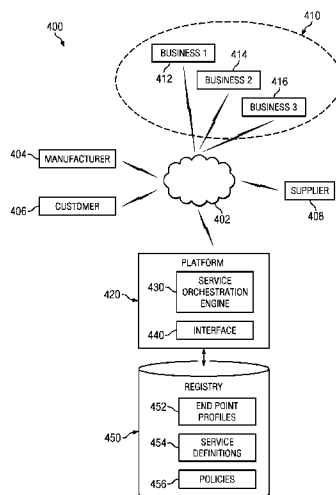 400
410
BUSINESS 1
412
414
BUSINESS 2
416
BUSINESS 3
404
MANUFACTURER
406
CUSTOMER
402
SUPPLIER
408
PLATFORM
420
430
SERVICE
ORCHESTRATION
ENGINE
440
INTERFACE
REGISTRY
450
452
END POINT
PROFILES
454
SERVICE
DEFINITIONS
456
POLICIES